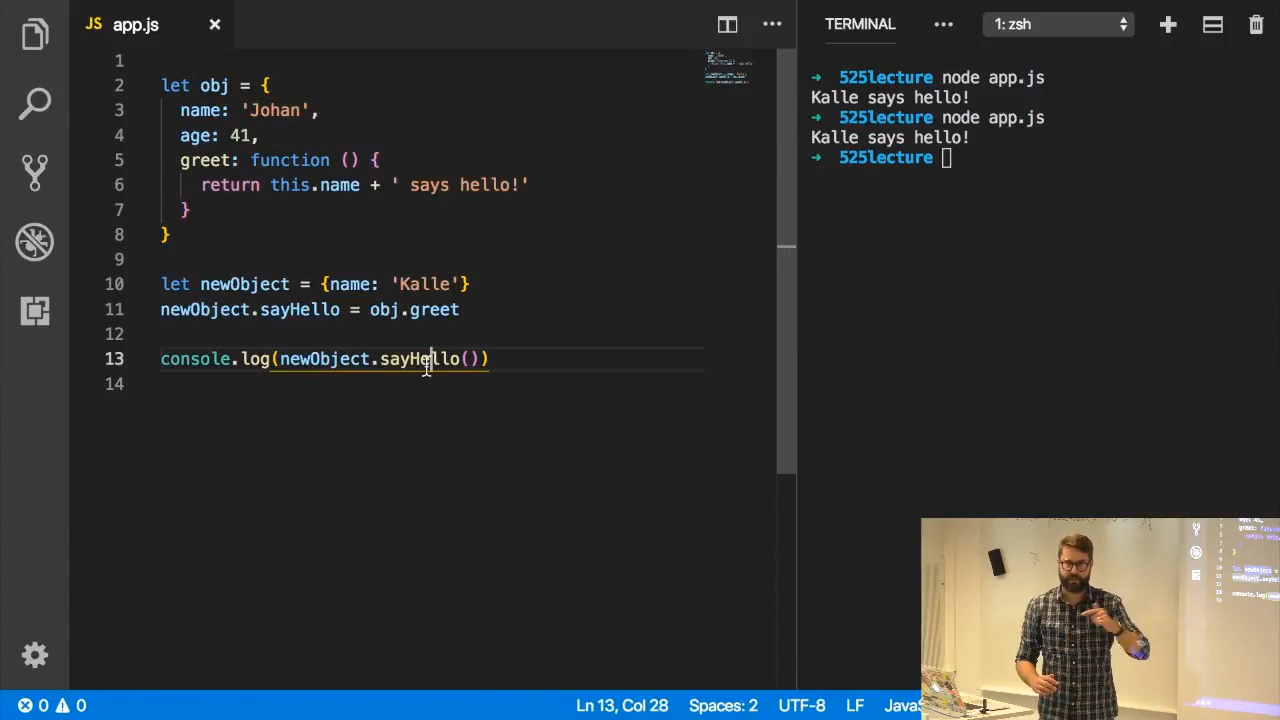 JS app.js ×
1
2 let obj = {
3 name: 'Johan',
4 age: 41,
5 greet: function () {
6 return this.name + ' says hello!'
7 }
8 }
9
10 let newObject = {name: 'Kalle'}
11 newObject.sayHello = obj.greet
12
13 console.log(newObject.sayHello())
14
TERMINAL ••• 1: zsh
➜ 525lecture node app.js
Kalle says hello!
➜ 525lecture node app.js
Kalle says hello!
➜ 525lecture
0 0 Ln 13, Col 28 Spaces: 2 UTF-8 LF JavaS